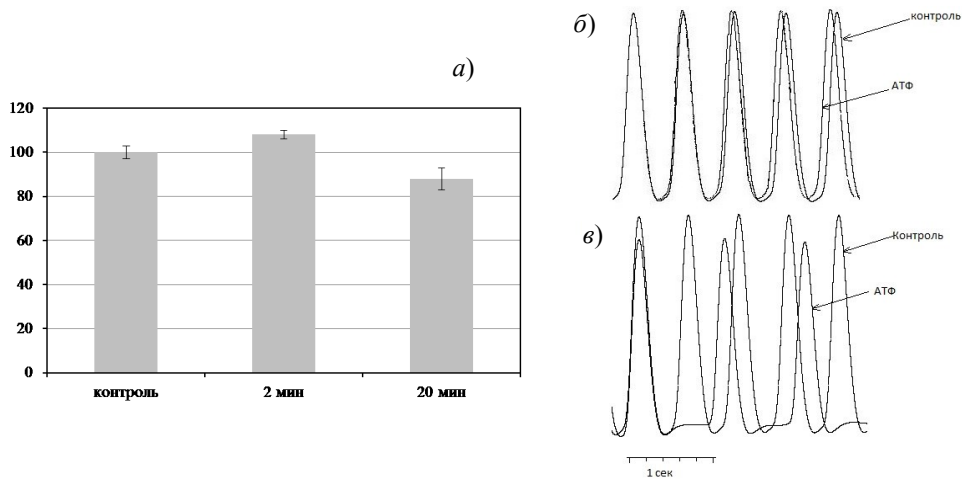 а)
120
100
80
60
40
20
0
контроль
2 мин
20 мин
б)
контроль
АТФ
в)
Контроль
АТФ
1 сек